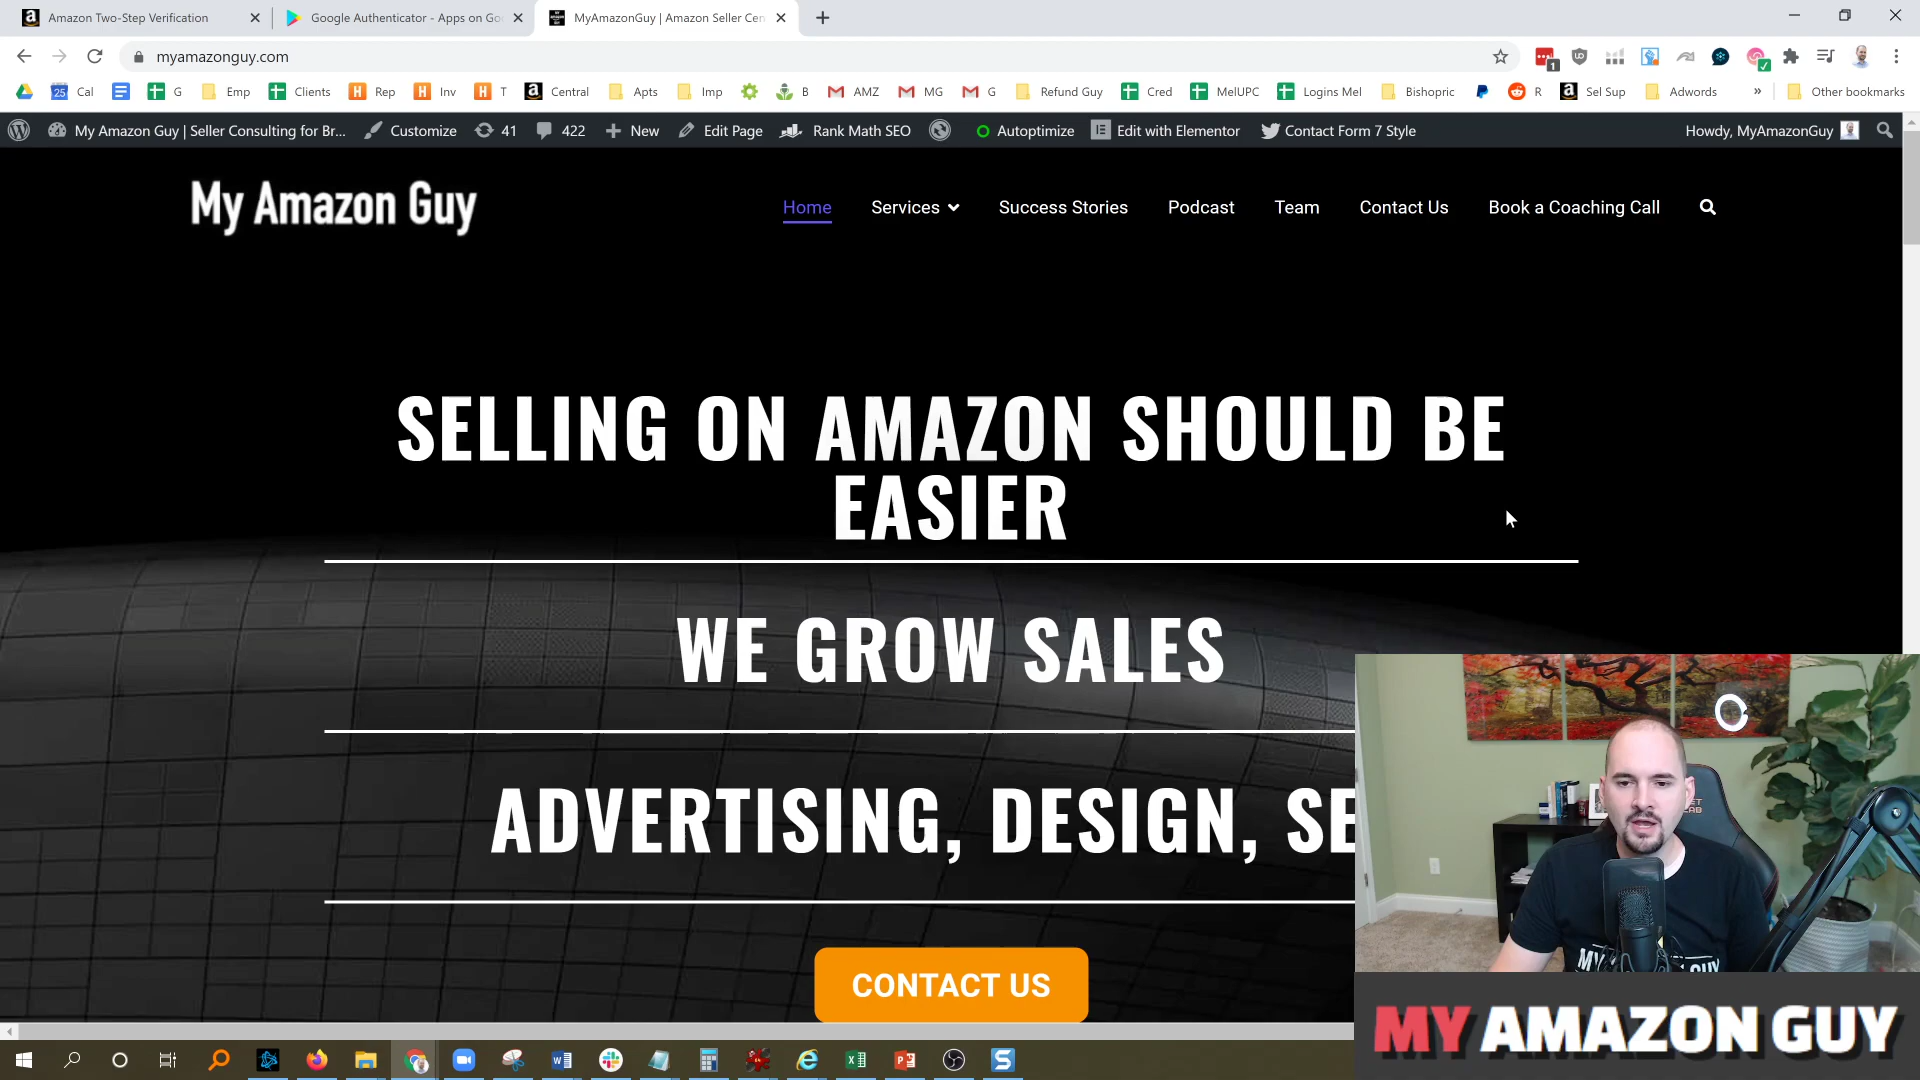 Amazon Two-Step Verification
Google Authenticator - Apps on Go
MyAmazonGuy | Amazon Seller Cen
myamazonguy.com
1
25 Cal
G
Emp
Clients
Rep
Inv
T
Central
Apts
Imp
B
AMZ
MG
G
Refund Guy
Cred
MelUPC
Logins Mel
Bishopric
R
Sel Sup
Adwords
»
Other bookmarks
My Amazon Guy | Seller Consulting for Br...
Customize
41
422
New
Edit Page
Rank Math SEO
Autoptimize
Edit with Elementor
Contact Form 7 Style
Howdy, MyAmazonGuy
My Amazon Guy
Home
Services
Success Stories
Podcast
Team
Contact Us
Book a Coaching Call
SELLING ON AMAZON SHOULD BE
EASIER
WE GROW SALES
ADVERTISING, DESIGN, SE
CONTACT US
MY AMAZON GUY